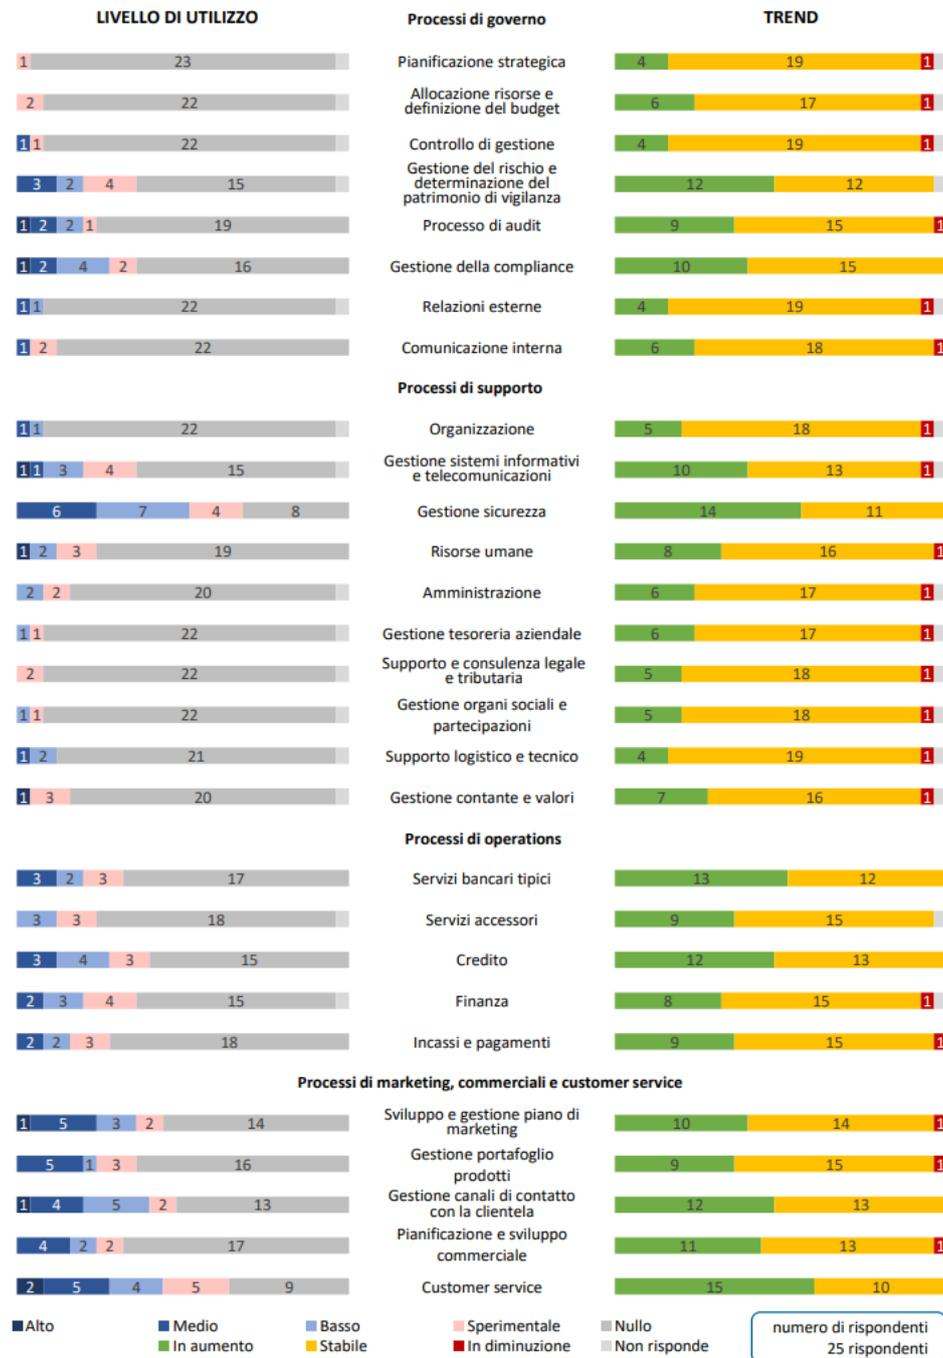 LIVELLO DI UTILIZZO Processi di governo TREND
1 23 Pianificazione strategica 4 19 1
2 22 Allocazione risorse e definizione del budget 6 17 1
1 1 22 Controllo di gestione 4 19 1
3 2 4 15 Gestione del rischio e determinazione del patrimonio di vigilanza 12 12
1 2 2 1 19 Processo di audit 9 15 1
1 2 4 2 16 Gestione della compliance 10 15
1 1 22 Relazioni esterne 4 19 1
1 2 22 Comunicazione interna 6 18 1
Processi di supporto
1 1 22 Organizzazione 5 18 1
1 1 3 4 15 Gestione sistemi informativi e telecomunicazioni 10 13 1
6 7 4 8 Gestione sicurezza 14 11
1 2 3 19 Risorse umane 8 16 1
2 2 20 Amministrazione 6 17 1
1 1 22 Gestione tesoreria aziendale 6 17 1
2 22 Supporto e consulenza legale e tributaria 5 18 1
1 1 22 Gestione organi sociali e partecipazioni 5 18 1
1 2 21 Supporto logistico e tecnico 4 19 1
1 3 20 Gestione contante e valori 7 16 1
Processi di operations
3 2 3 17 Servizi bancari tipici 13 12
3 3 18 Servizi accessori 9 15
3 4 3 15 Credito 12 13
2 3 4 15 Finanza 8 15 1
2 2 3 18 Incassi e pagamenti 9 15 1
Processi di marketing, commerciali e customer service
1 5 3 2 14 Sviluppo e gestione piano di marketing 10 14 1
5 1 3 16 Gestione portafoglio prodotti 9 15 1
1 4 5 2 13 Gestione canali di contatto con la clientela 12 13
4 2 2 17 Pianificazione e sviluppo commerciale 11 13 1
2 5 4 5 9 Customer service 15 10
Alto Medio Basso Sperimentale Nullo
In aumento Stabile In diminuzione Non risponde
numero di rispondenti
25 rispondenti